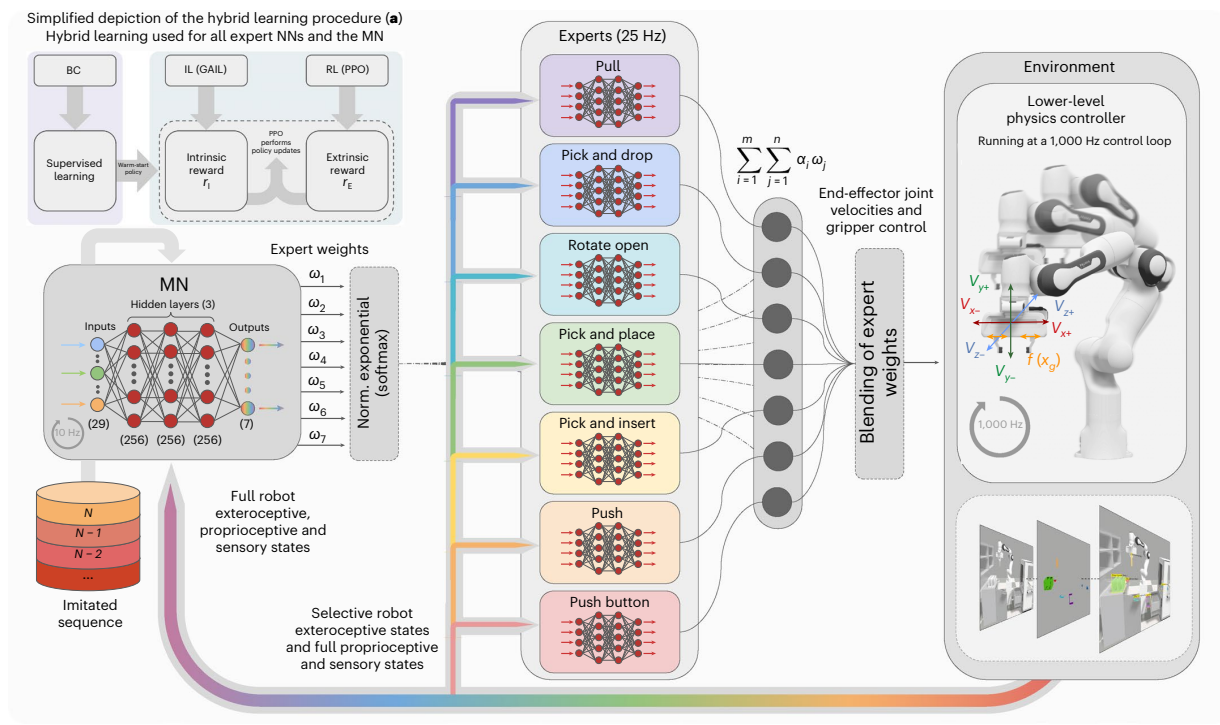 Simplified depiction of the hybrid learning procedure (a)
Hybrid learning used for all expert NNs and the MN
BC
IL (GAIL)
RL (PPO)
Supervised
learning
Warm-start
policy
Intrinsic
reward
rI
PPO
performs
policy updates
Extrinsic
reward
rE
MN
Hidden layers (3)
Inputs
Outputs
(29)
(256)
(256)
(256)
(7)
10 Hz
Expert weights
ω1
ω2
ω3
ω4
ω5
ω6
ω7
Norm. exponential
(softmax)
N
N – 1
N – 2
...
Imitated
sequence
Full robot
exteroceptive,
proprioceptive and
sensory states
Selective robot
exteroceptive states
and full proprioceptive
and sensory states
Experts (25 Hz)
Pull
Pick and drop
Rotate open
Pick and place
Pick and insert
Push
Push button
m
∑
i = 1
n
∑
j = 1
αi ωj
End-effector joint
velocities and
gripper control
Blending of expert
weights
Environment
Lower-level
physics controller
Running at a 1,000 Hz control loop
Vy+
Vx–
Vz+
Vx+
Vz–
Vy–
f (xg)
1,000 Hz